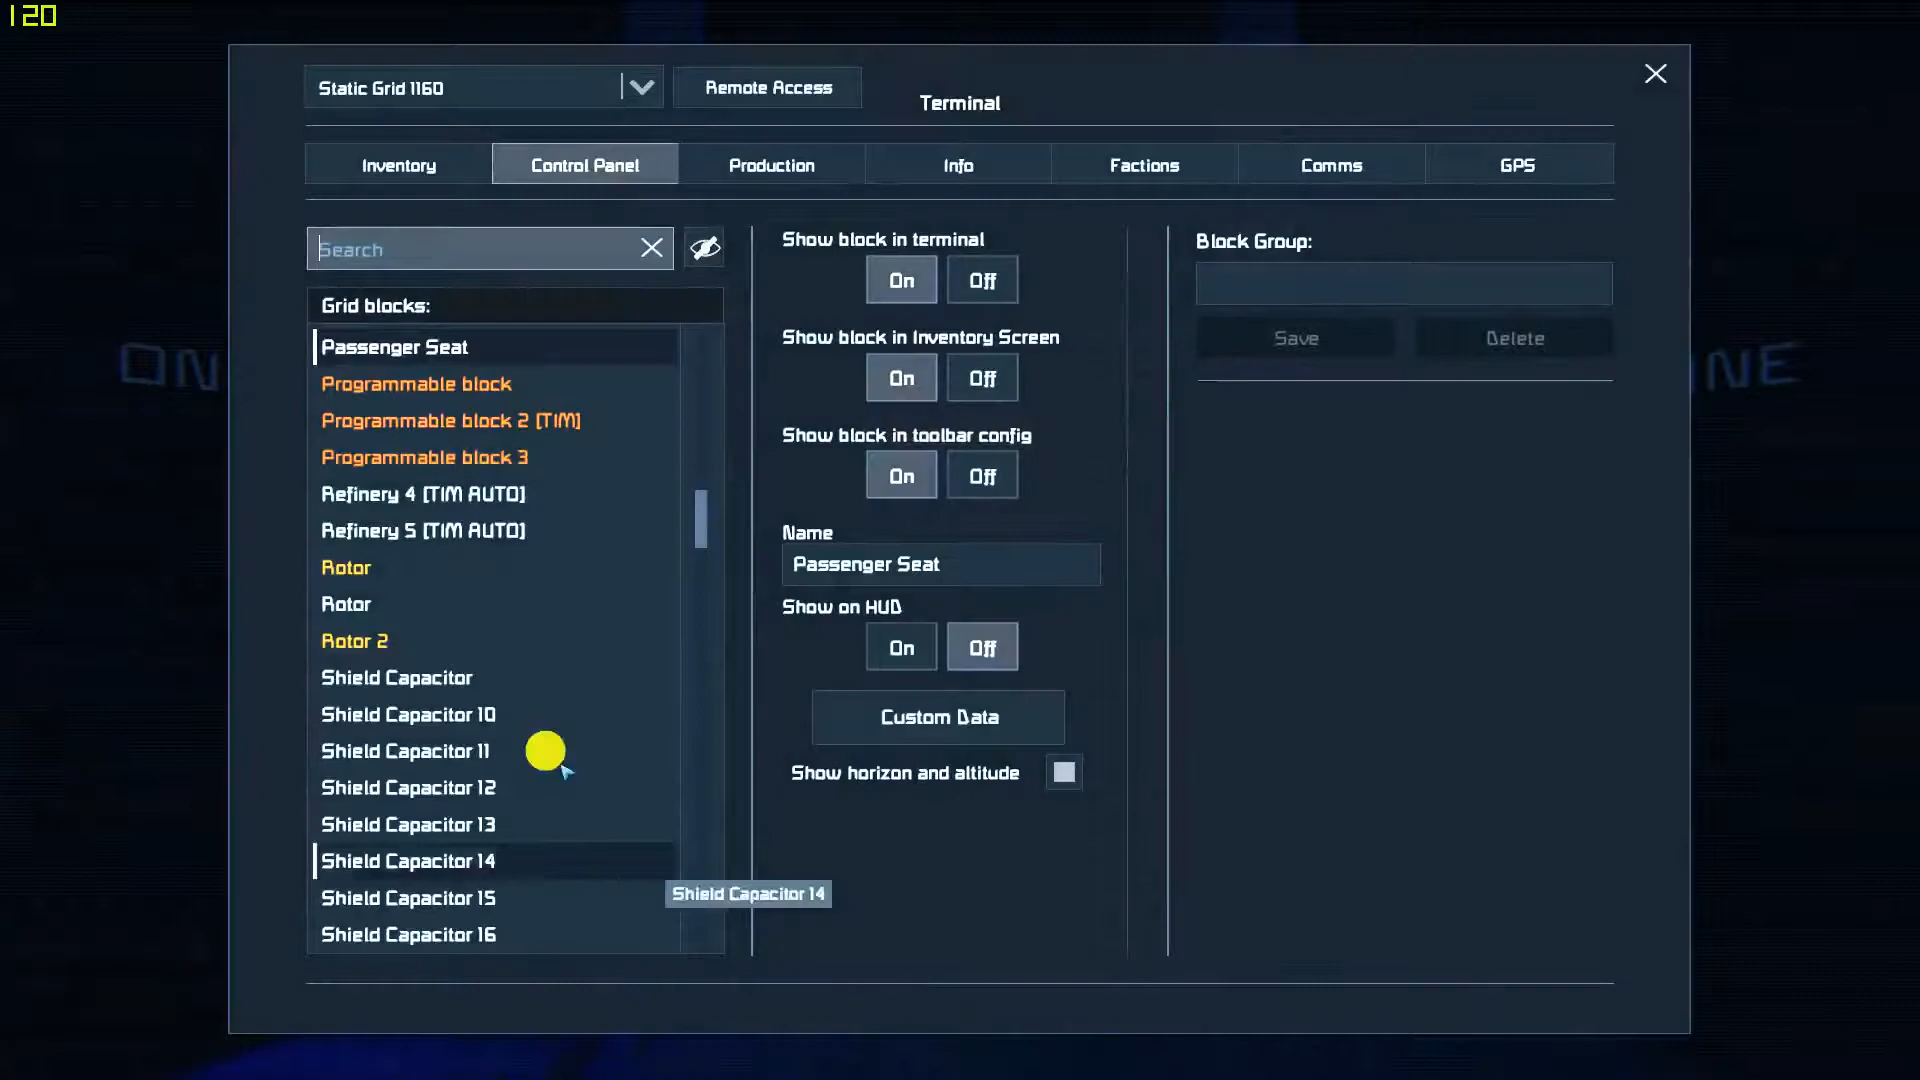 120
Static Grid 1160
Remote Access
Terminal
Inventory
Control Panel
Production
Info
Factions
Comms
GPS
Search
Grid blocks:
Passenger Seat
Programmable block
Programmable block 2 [TIM]
Programmable block 3
Refinery 4 [TIM AUTO]
Refinery 5 [TIM AUTO]
Rotor
Rotor
Rotor 2
Shield Capacitor
Shield Capacitor 10
Shield Capacitor 11
Shield Capacitor 12
Shield Capacitor 13
Shield Capacitor 14
Shield Capacitor 15
Shield Capacitor 16
Shield Capacitor 14
Show block in terminal
On Off
Show block in Inventory Screen
On Off
Show block in toolbar config
On Off
Name
Passenger Seat
Show on HUD
On Off
Custom Data
Show horizon and altitude
Block Group:
Save
Delete
ON
NE